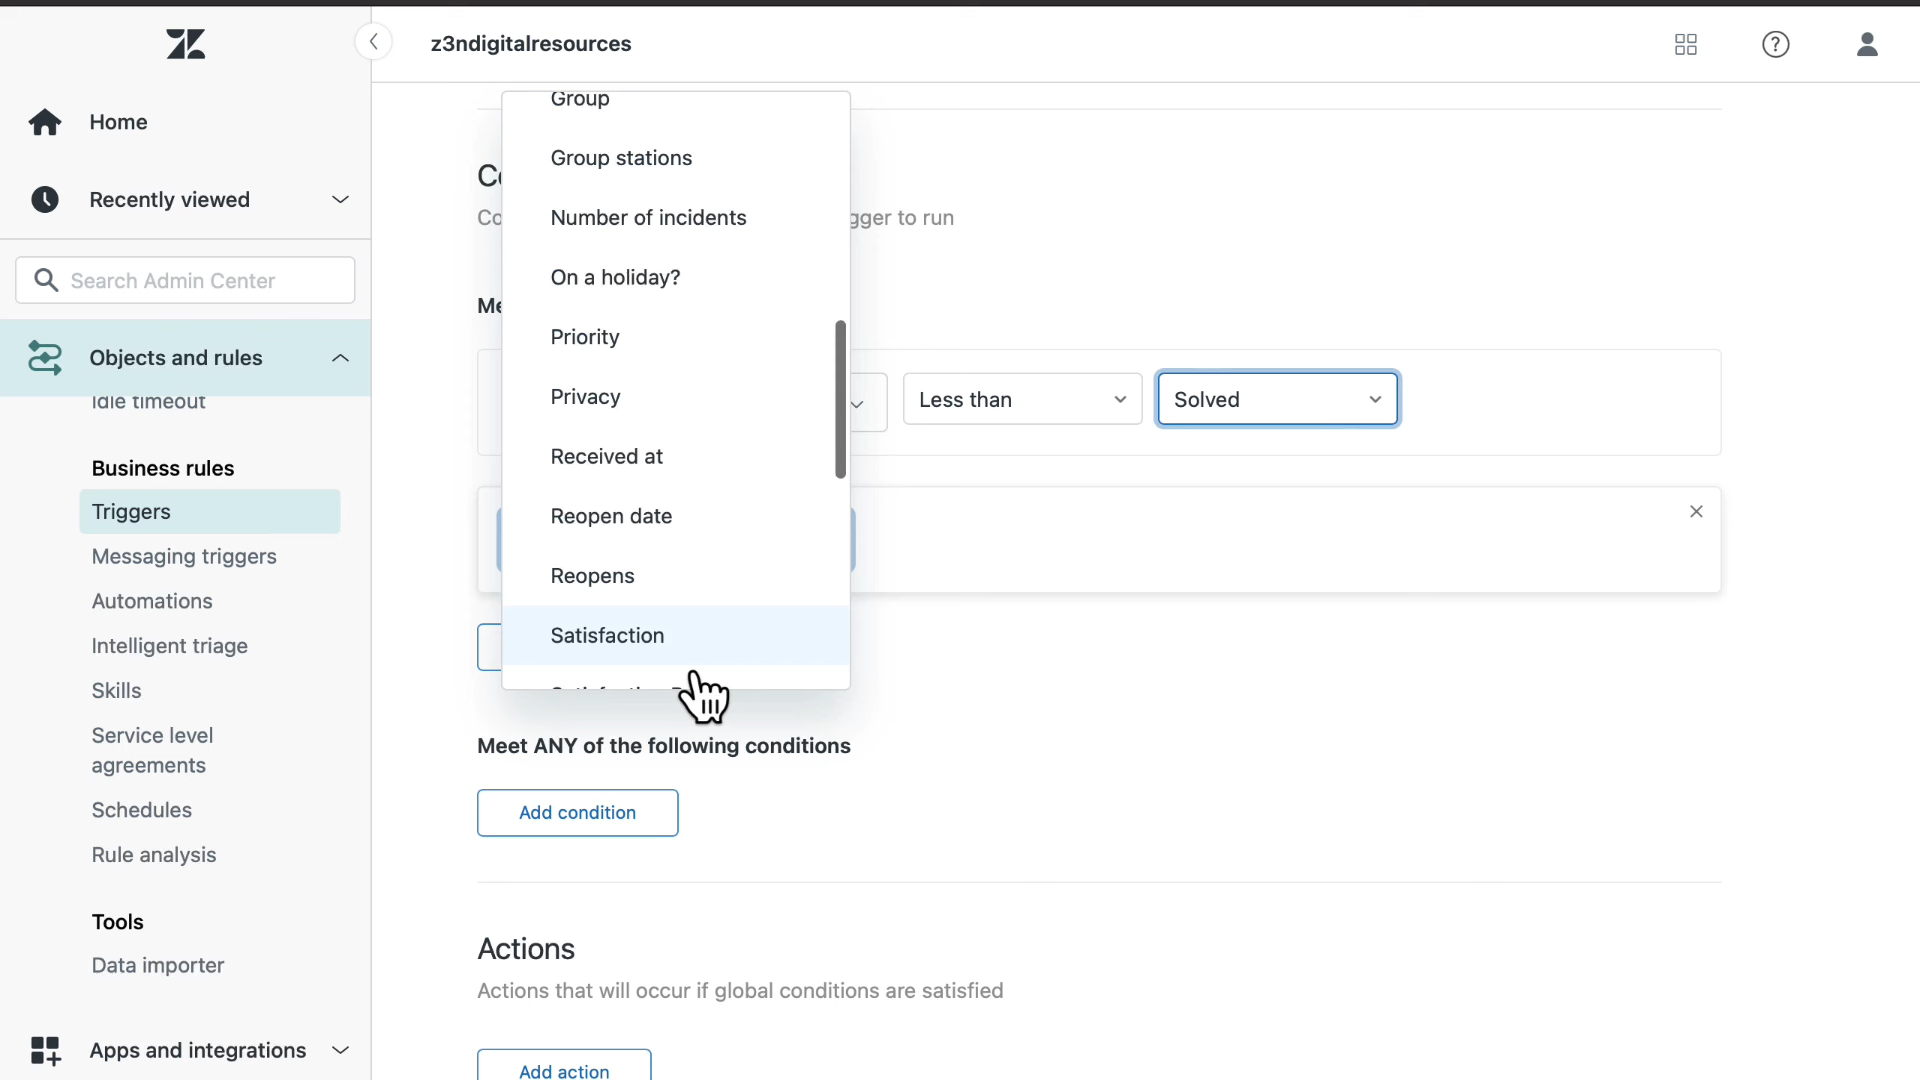 z3ndigitalresources
Home
Recently viewed
Search Admin Center
Objects and rules
Idle timeout
Business rules
Triggers
Messaging triggers
Automations
Intelligent triage
Skills
Service level
agreements
Schedules
Rule analysis
Tools
Data importer
Apps and integrations
Group
Group stations
Number of incidents
On a holiday?
Priority
Privacy
Received at
Reopen date
Reopens
Satisfaction
to run
Less than
Solved
Meet ANY of the following conditions
Add condition
Actions
Actions that will occur if global conditions are satisfied
Add action